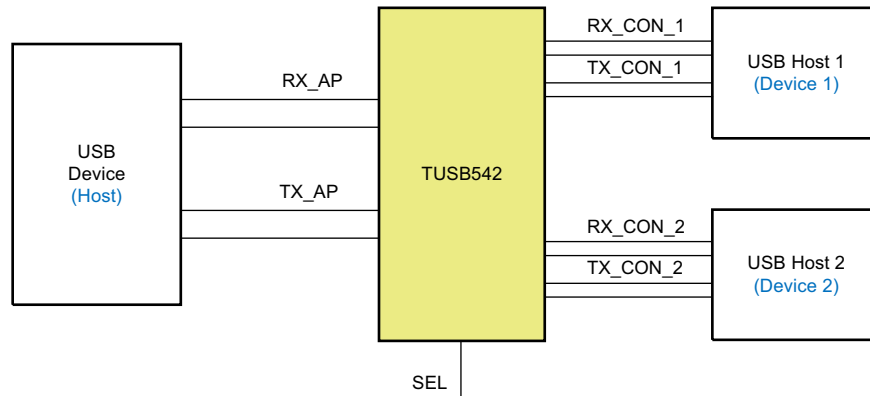 USB
Device
(Host)
RX_AP
TX_AP
TUSB542
SEL
RX_CON_1
TX_CON_1
USB Host 1
(Device 1)
RX_CON_2
TX_CON_2
USB Host 2
(Device 2)